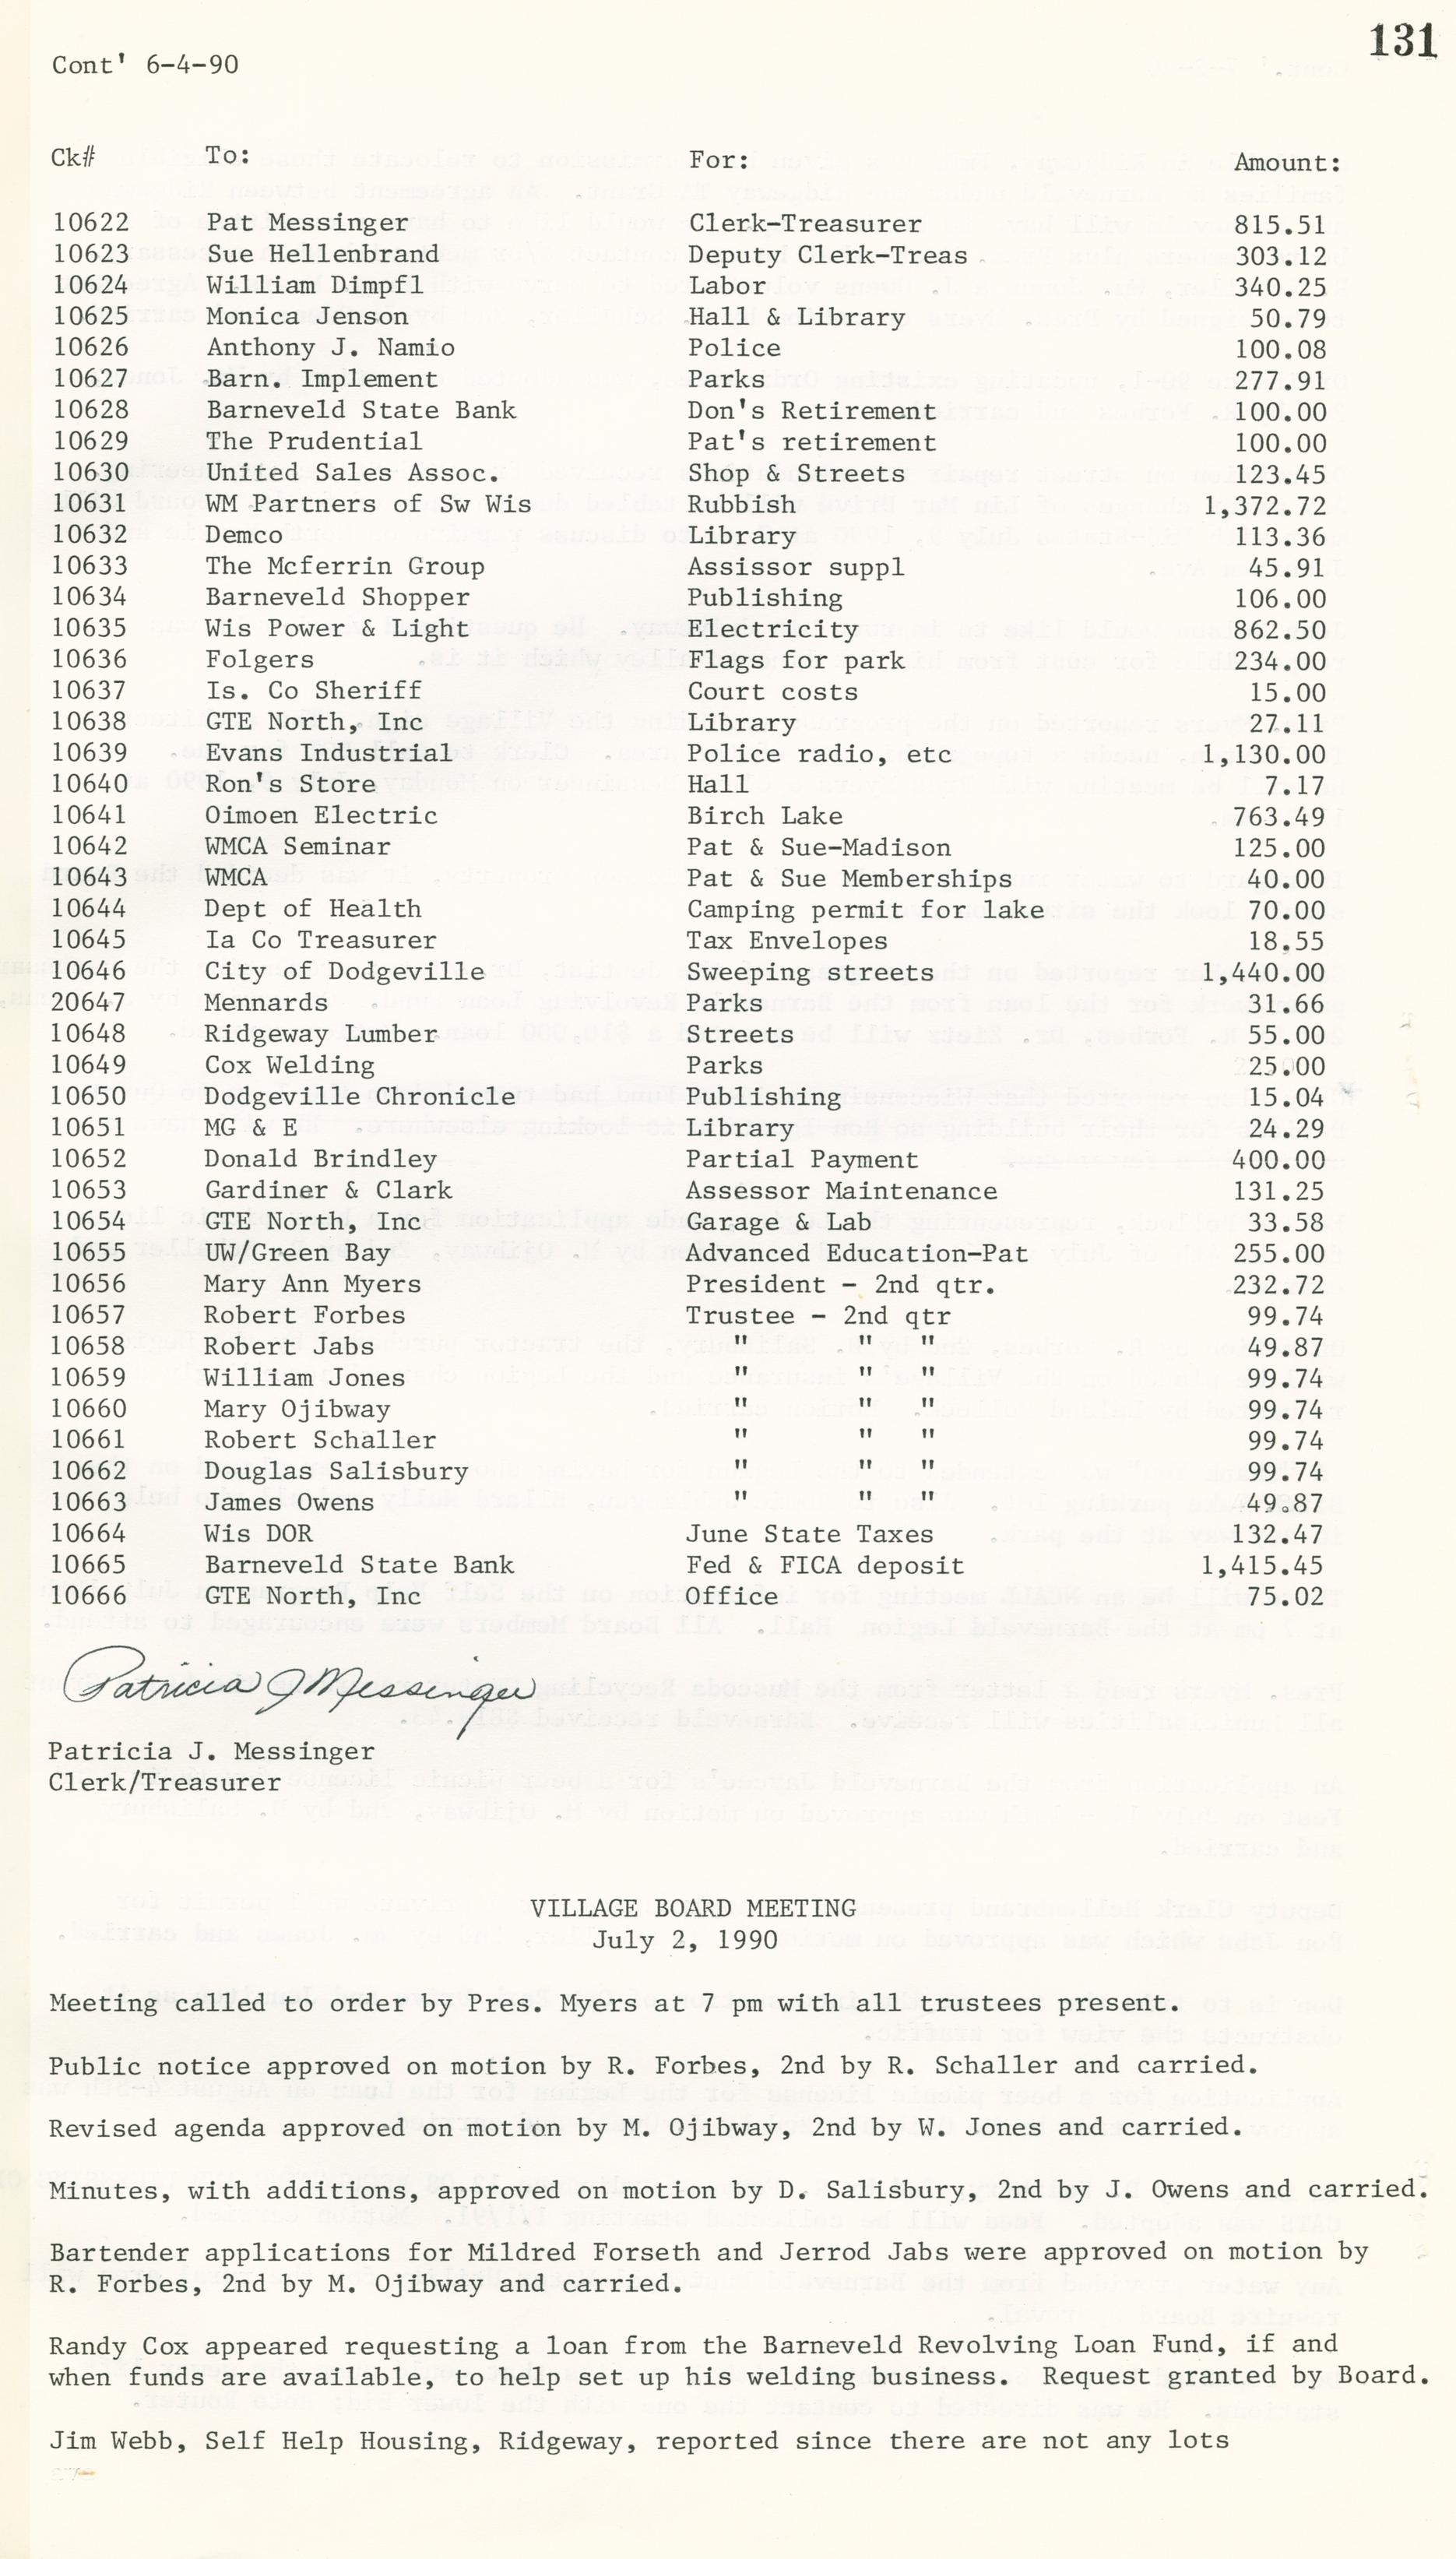 131
Cont' 6-4-90
Ck# To: For: Amount:
10622 Pat Messinger Clerk-Treasurer 815.51
10623 Sue Hellenbrand Deputy Clerk-Treas 303.12
10624 William Dimpfl Labor 340.25
10625 Monica Jenson Hall & Library 50.79
10626 Anthony J. Namio Police 100.08
10627 Barn. Implement Parks 277.91
10628 Barneveld State Bank Don's Retirement 100.00
10629 The Prudential Pat's retirement 100.00
10630 United Sales Assoc. Shop & Streets 123.45
10631 WM Partners of Sw Wis Rubbish 1,372.72
10632 Demco Library 113.36
10633 The Mcferrin Group Assissor suppl 45.91
10634 Barneveld Shopper Publishing 106.00
10635 Wis Power & Light Electricity 862.50
10636 Folgers Flags for park 234.00
10637 Is. Co Sheriff Court costs 15.00
10638 GTE North, Inc Library 27.11
10639 Evans Industrial Police radio, etc 1,130.00
10640 Ron's Store Hall 7.17
10641 Oimoen Electric Birch Lake 763.49
10642 WMCA Seminar Pat & Sue-Madison 125.00
10643 WMCA Pat & Sue Memberships 40.00
10644 Dept of Health Camping permit for lake 70.00
10645 Ia Co Treasurer Tax Envelopes 18.55
10646 City of Dodgeville Sweeping streets 1,440.00
20647 Mennards Parks 31.66
10648 Ridgeway Lumber Streets 55.00
10649 Cox Welding Parks 25.00
10650 Dodgeville Chronicle Publishing 15.04
10651 MG & E Library 24.29
10652 Donald Brindley Partial Payment 400.00
10653 Gardiner & Clark Assessor Maintenance 131.25
10654 GTE North, Inc Garage & Lab 33.58
10655 UW/Green Bay Advanced Education-Pat 255.00
10656 Mary Ann Myers President - 2nd qtr. 232.72
10657 Robert Forbes Trustee - 2nd qtr 99.74
10658 Robert Jabs " " " 49.87
10659 William Jones " " " 99.74
10660 Mary Ojibway " " " 99.74
10661 Robert Schaller " " " 99.74
10662 Douglas Salisbury " " " 99.74
10663 James Owens " " " 49.87
10664 Wis DOR June State Taxes 132.47
10665 Barneveld State Bank Fed & FICA deposit 1,415.45
10666 GTE North, Inc Office 75.02
Patricia J Messinger
Patricia J. Messinger
Clerk/Treasurer
VILLAGE BOARD MEETING
July 2, 1990
Meeting called to order by Pres. Myers at 7 pm with all trustees present.
Public notice approved on motion by R. Forbes, 2nd by R. Schaller and carried.
Revised agenda approved on motion by M. Ojibway, 2nd by W. Jones and carried.
Minutes, with additions, approved on motion by D. Salisbury, 2nd by J. Owens and carried.
Bartender applications for Mildred Forseth and Jerrod Jabs were approved on motion by
R. Forbes, 2nd by M. Ojibway and carried.
Randy Cox appeared requesting a loan from the Barneveld Revolving Loan Fund, if and
when funds are available, to help set up his welding business. Request granted by Board.
Jim Webb, Self Help Housing, Ridgeway, reported since there are not any lots